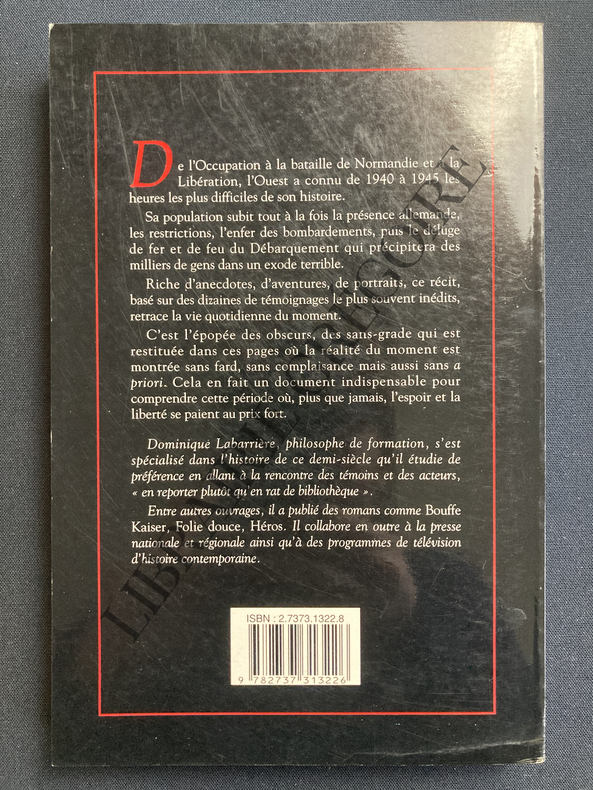 De l'Occupation à la bataille de Normandie et à la
Libération, l'Ouest a connu de 1940 à 1945 les
heures les plus difficiles de son histoire.
Sa population subit tout à la fois la présence allemande,
les restrictions, l'enfer des bombardements, puis le déluge
de fer et de feu du Débarquement qui précipitera des
milliers de gens dans un exode terrible.
Riche d'anecdotes, d'aventures, de portraits, ce récit,
basé sur des dizaines de témoignages le plus souvent inédits,
retrace la vie quotidienne du moment.
C'est l'épopée des obscurs, des sans-grade qui est
restituée dans ces pages où la réalité du moment est
montrée sans fard, sans complaisance mais aussi sans a
priori. Cela en fait un document indispensable pour
comprendre cette période où, plus que jamais, l'espoir et la
liberté se paient au prix fort.
Dominique Labarrière, philosophe de formation, s'est
spécialisé dans l'histoire de ce demi-siècle qu'il étudie de
préférence en allant à la rencontre des témoins et des acteurs,
« en reporter plutôt qu'en rat de bibliothèque ».
Entre autres ouvrages, il a publié des romans comme Bouffe
Kaiser, Folie douce, Héros. Il collabore en outre à la presse
nationale et régionale ainsi qu'à des programmes de télévision
d'histoire contemporaine.
ISBN : 2.7373.1322.8
9 782737 313226
LIBRAIRIE GREGOIRE